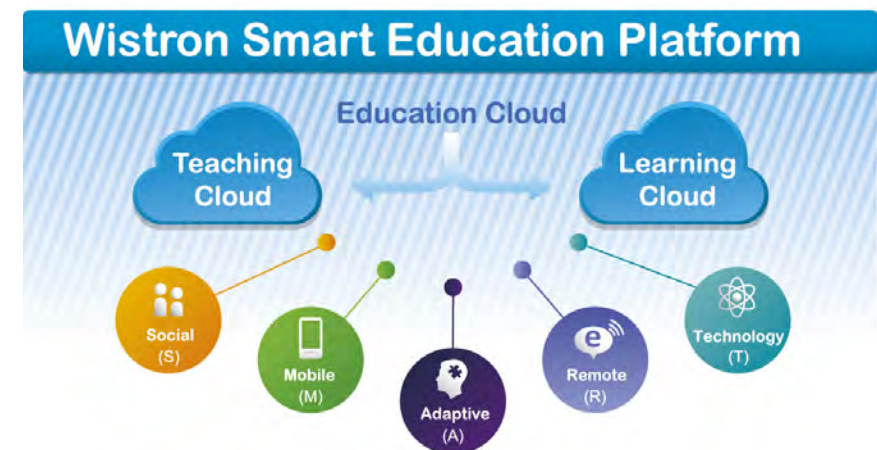 Wistron Smart Education Platform
Education Cloud
Teaching
Cloud
Learning
Cloud
Social
(S)
Mobile
(M)
Adaptive
(A)
e
Remote
(R)
Technology
(T)